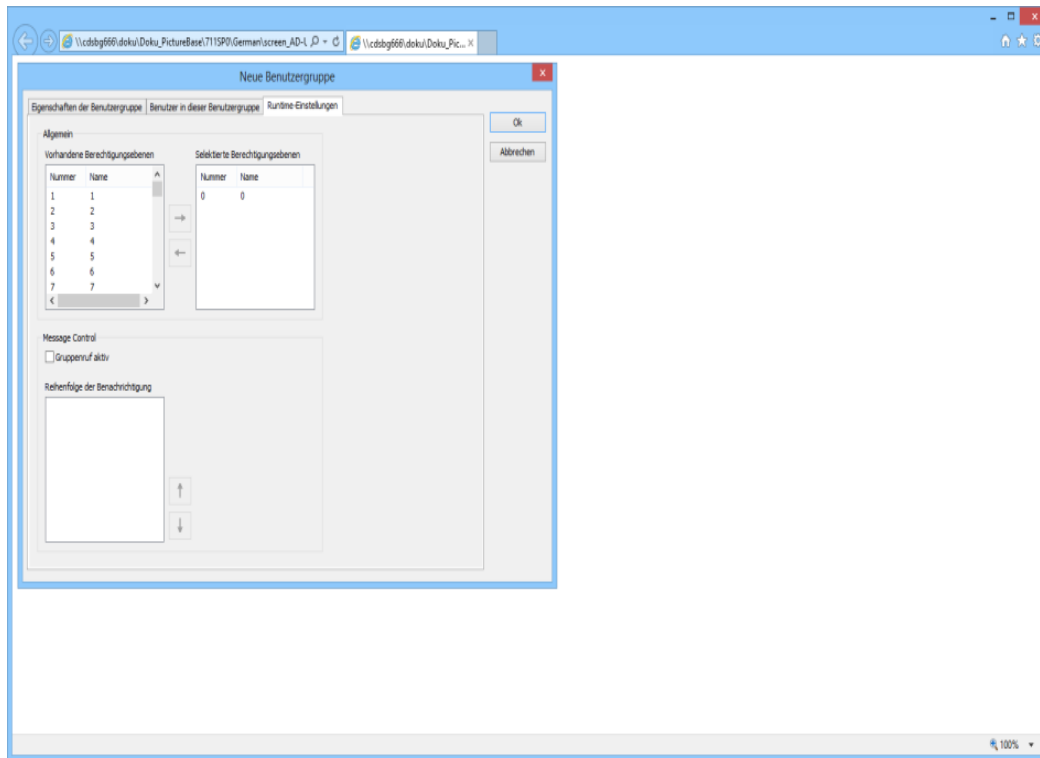 \\cdsbg666\doku\Doku_PictureBase\711SP0\German\screen_AD-L
\\cdsbg666\doku\Doku_Pic...
Neue Benutzergruppe
Eigenschaften der Benutzergruppe
Benutzer in dieser Benutzergruppe
Runtime-Einstellungen
Ok
Abbrechen
Allgemein
Vorhandene Berechtigungsebenen
Selektierte Berechtigungsebenen
Nummer Name
Nummer Name
1 1
0 0
2 2
3 3
4 4
5 5
6 6
7 7
Message Control
Gruppenruf aktiv
Reihenfolge der Benachrichtigung
100%